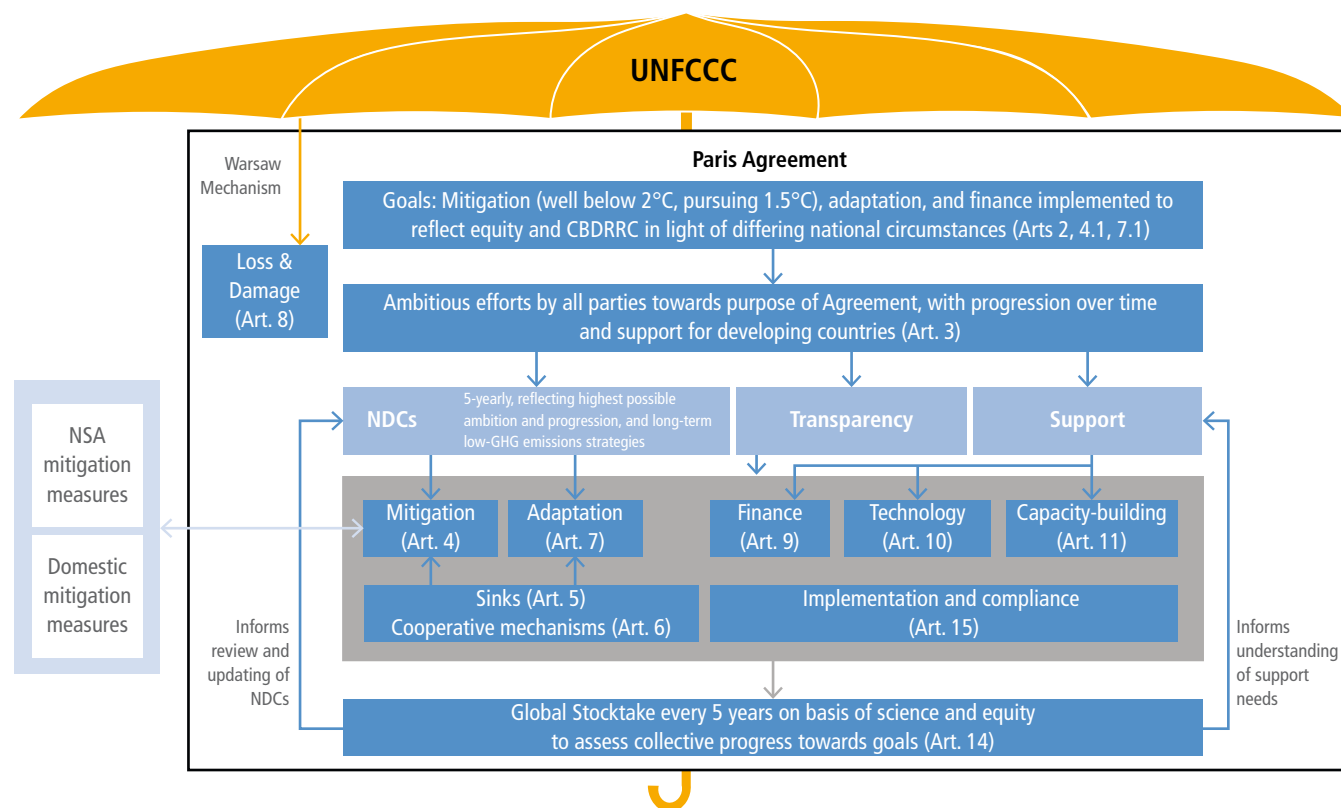 UNFCCC
Paris Agreement
Warsaw
Mechanism
Goals: Mitigation (well below 2°C, pursuing 1.5°C), adaptation, and finance implemented to
reflect equity and CBDRRC in light of differing national circumstances (Arts 2, 4.1, 7.1)
Loss &
Damage
(Art. 8)
Ambitious efforts by all parties towards purpose of Agreement, with progression over time
and support for developing countries (Art. 3)
NDCs
5-yearly, reflecting highest possible
ambition and progression, and long-term
low-GHG emissions strategies
Transparency
Support
NSA
mitigation
measures
Domestic
mitigation
measures
Mitigation
(Art. 4)
Adaptation
(Art. 7)
Finance
(Art. 9)
Technology
(Art. 10)
Capacity-building
(Art. 11)
Sinks (Art. 5)
Cooperative mechanisms (Art. 6)
Implementation and compliance
(Art. 15)
Informs
review and
updating of
NDCs
Informs
understanding
of support
needs
Global Stocktake every 5 years on basis of science and equity
to assess collective progress towards goals (Art. 14)